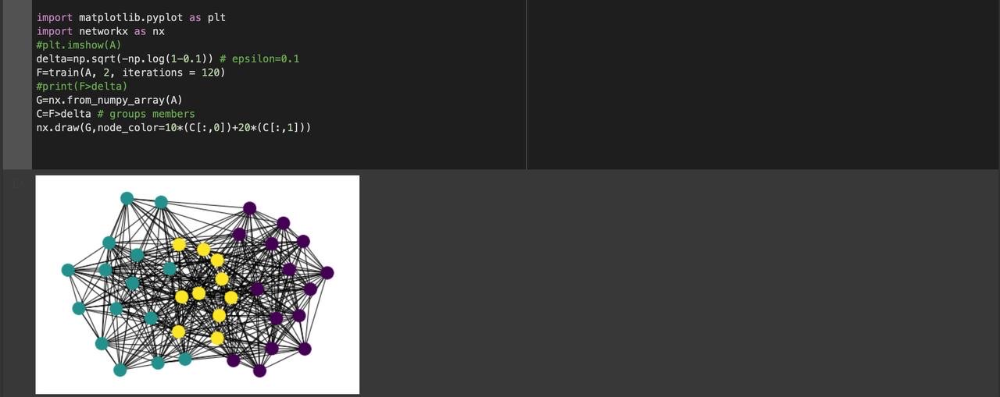 import matplotlib.pyplot as plt
import networkx as nx
#plt.imshow(A)
delta=np.sqrt(-np.log(1-0.1)) # epsilon=0.1
F=train(A, 2, iterations = 120)
#print(F>delta)
G=nx.from_numpy_array(A)
C=F>delta # groups members
nx.draw(G,node_color=10*(C[:,0])+20*(C[:,1]))